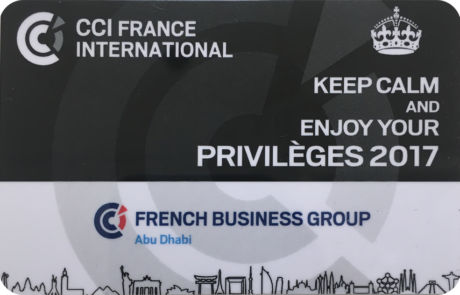 CCI FRANCE
INTERNATIONAL
KEEP CALM
AND
ENJOY YOUR
PRIVILÈGES 2017
FRENCH BUSINESS GROUP
Abu Dhabi